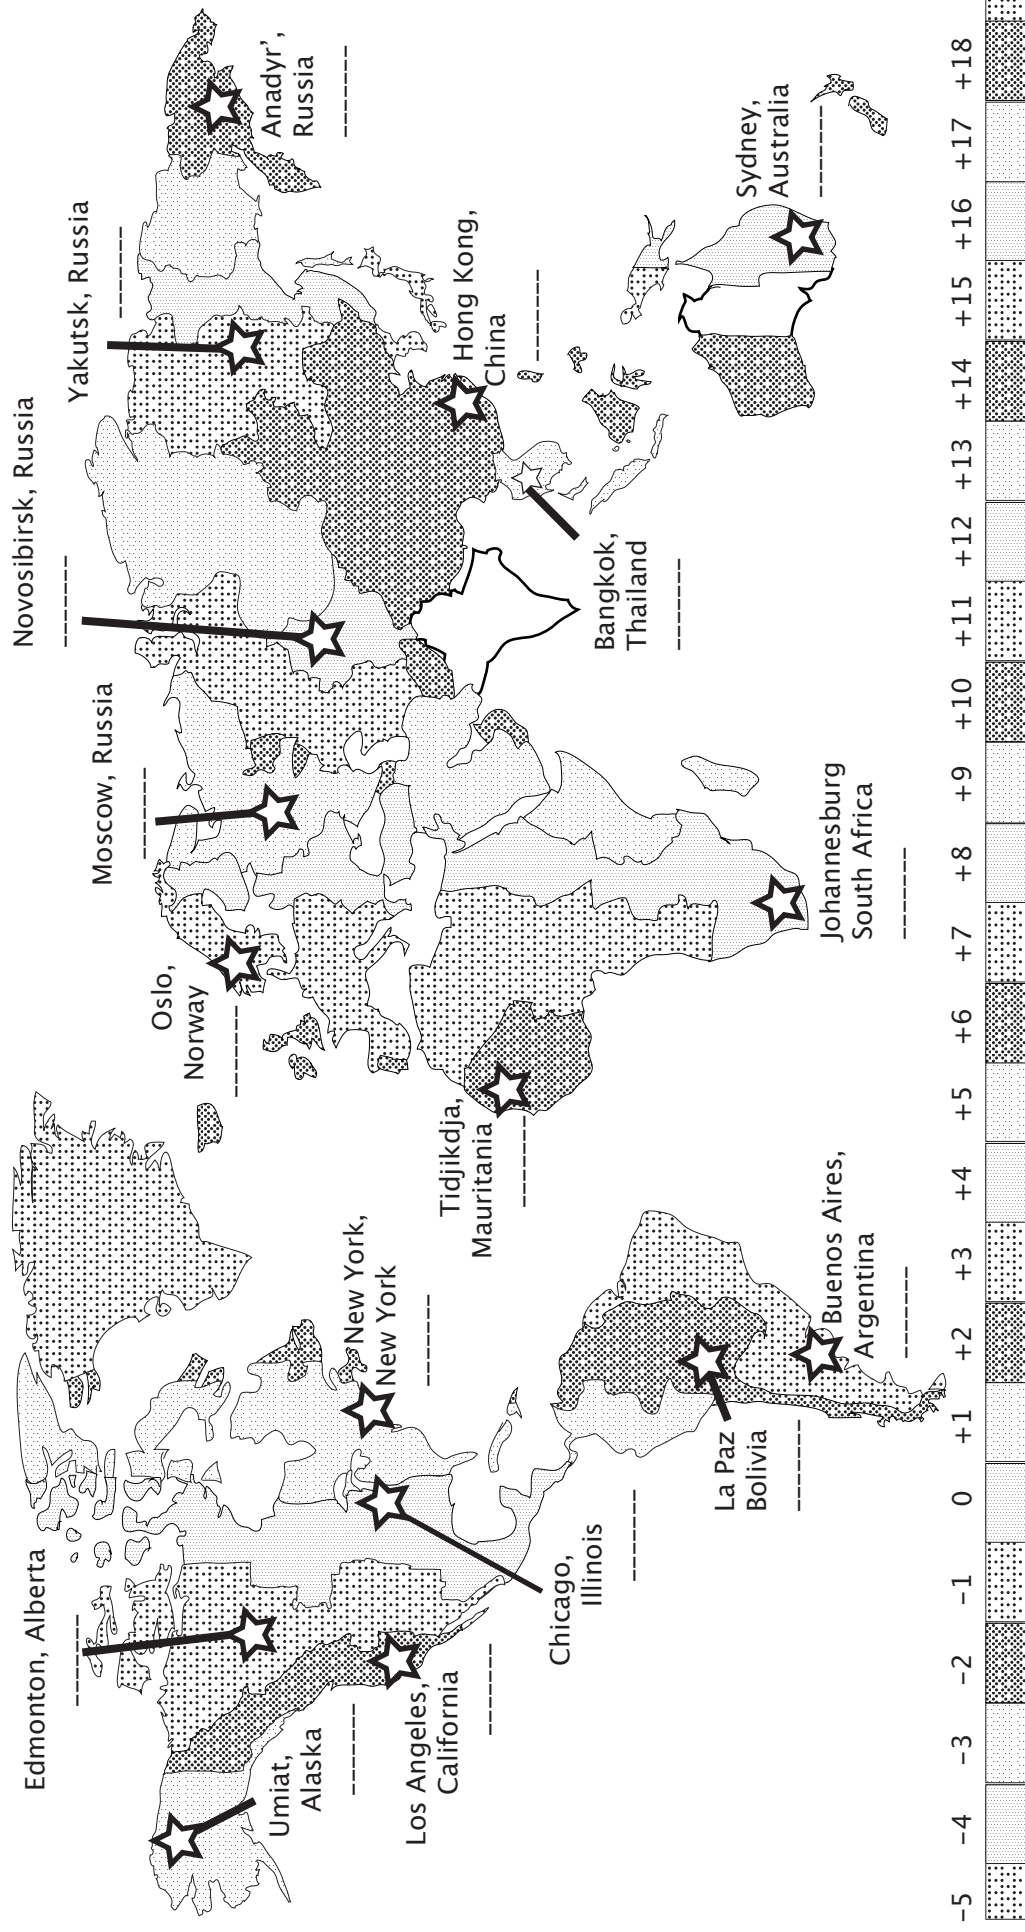 Edmonton, Alberta
Umiat,
Alaska
Los Angeles,
California
Chicago,
Illinois
New York,
New York
La Paz
Bolivia
Buenos Aires,
Argentina
Tidjikdja,
Mauritania
Oslo,
Norway
Moscow, Russia
Novosibirsk, Russia
Yakutsk, Russia
Anadyr',
Russia
Hong Kong,
China
Bangkok,
Thailand
Johannesburg
South Africa
Sydney,
Australia
-5 -4 -3 -2 -1 0 +1 +2 +3 +4 +5 +6 +7 +8 +9 +10 +11 +12 +13 +14 +15 +16 +17 +18